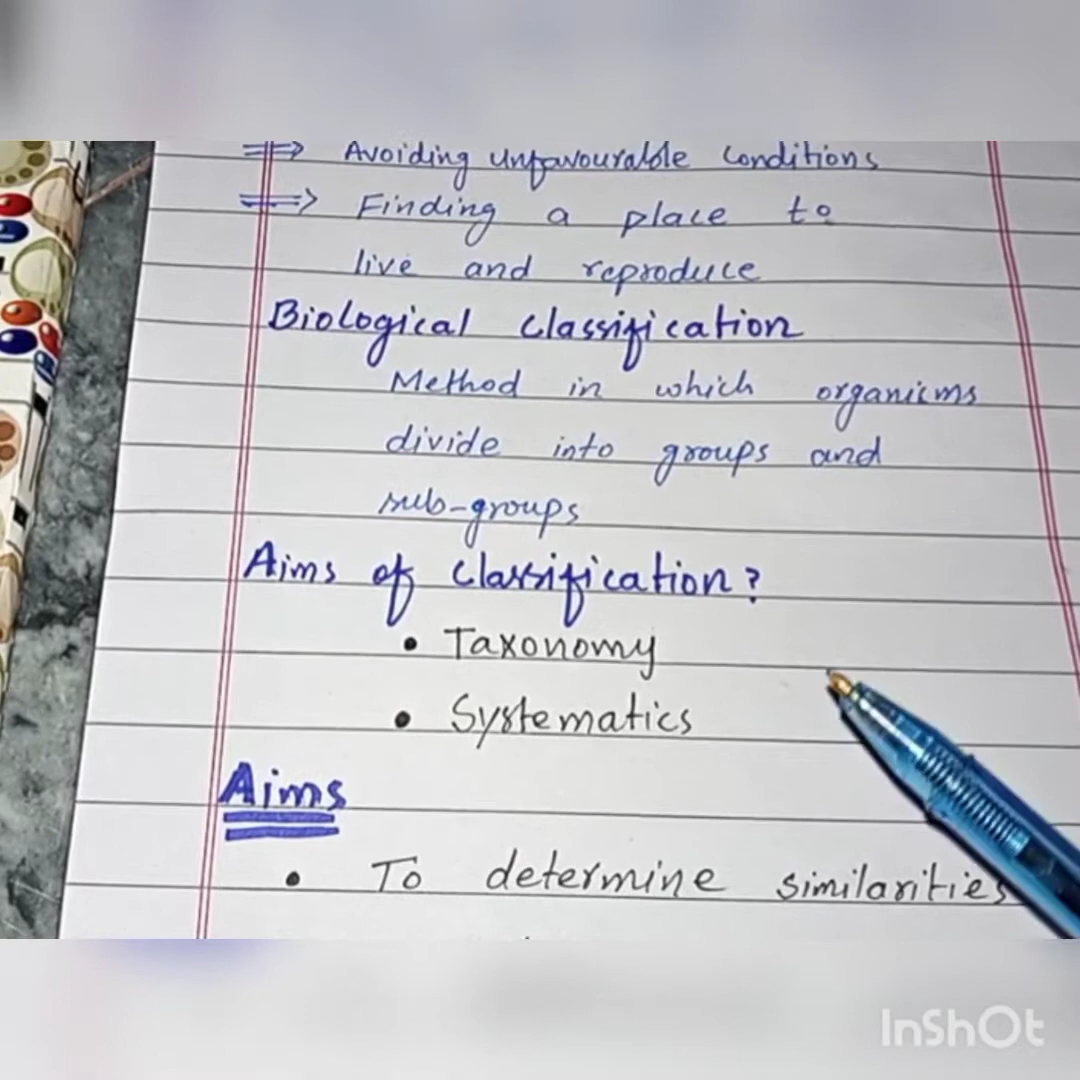 ⇒ Avoiding unfavourable conditions
⇒ Finding a place to
live and reproduce
Biological Classification
Method in which organisms
divide into groups and
sub-groups
Aims of Classification?
• Taxonomy
• Systematics
Aims
• To determine similarities
InShOt